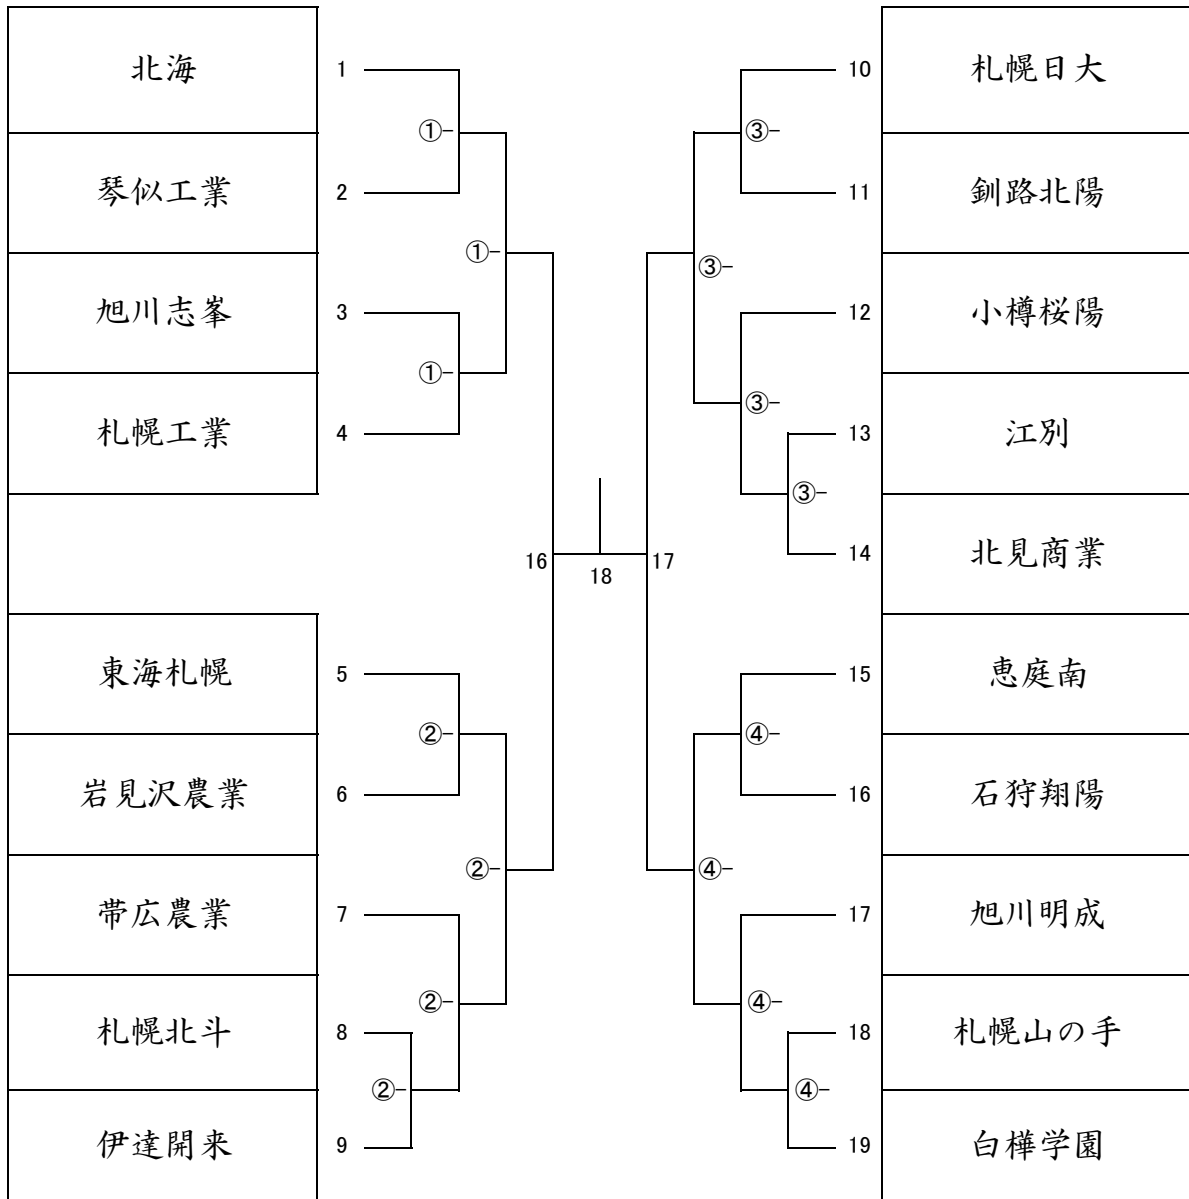 北海 1
①-
琴似工業 2
①-
旭川志峯 3
①-
札幌工業 4
16
東海札幌 5
②-
岩見沢農業 6
②-
帯広農業 7
②-
札幌北斗 8
②-
伊達開来 9
18
17
10 札幌日大
③-
11 釧路北陽
③-
12 小樽桜陽
③-
13 江別
③-
14 北見商業
15 恵庭南
④-
16 石狩翔陽
④-
17 旭川明成
④-
18 札幌山の手
④-
19 白樺学園